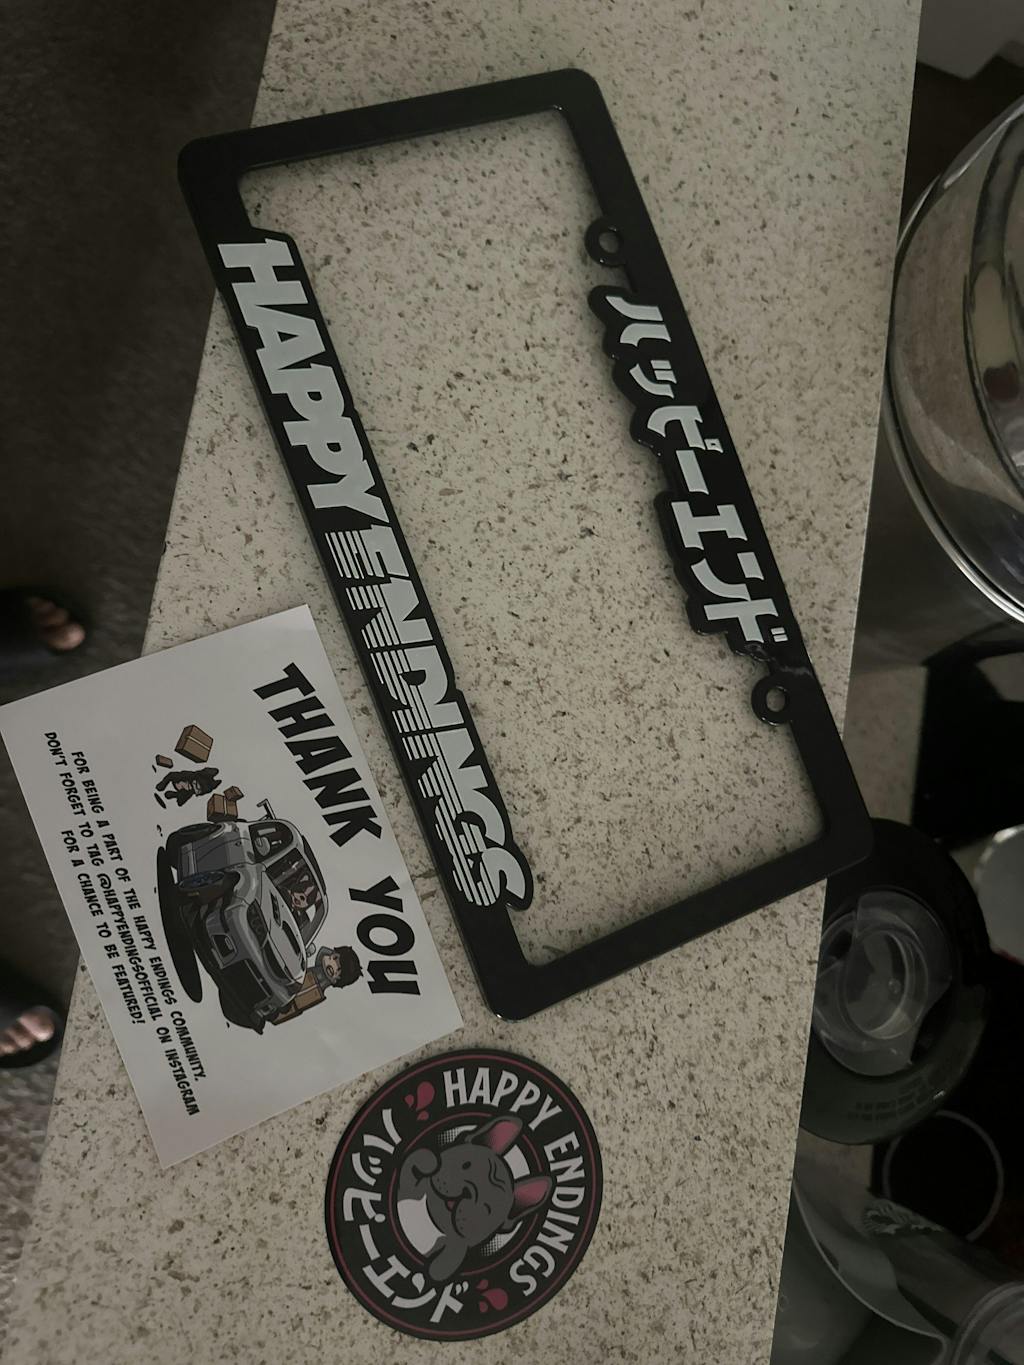 ハッピーエンド
HAPPY ENDINGS
THANK YOU
FOR BEING A PART OF THE HAPPY ENDINGS COMMUNITY.
DON'T FORGET TO TAG @HAPPYENDINGSOFFICIAL ON INSTAGRAM
FOR A CHANCE TO BE FEATURED!
HAPPY ENDINGS
ハッピーエンド